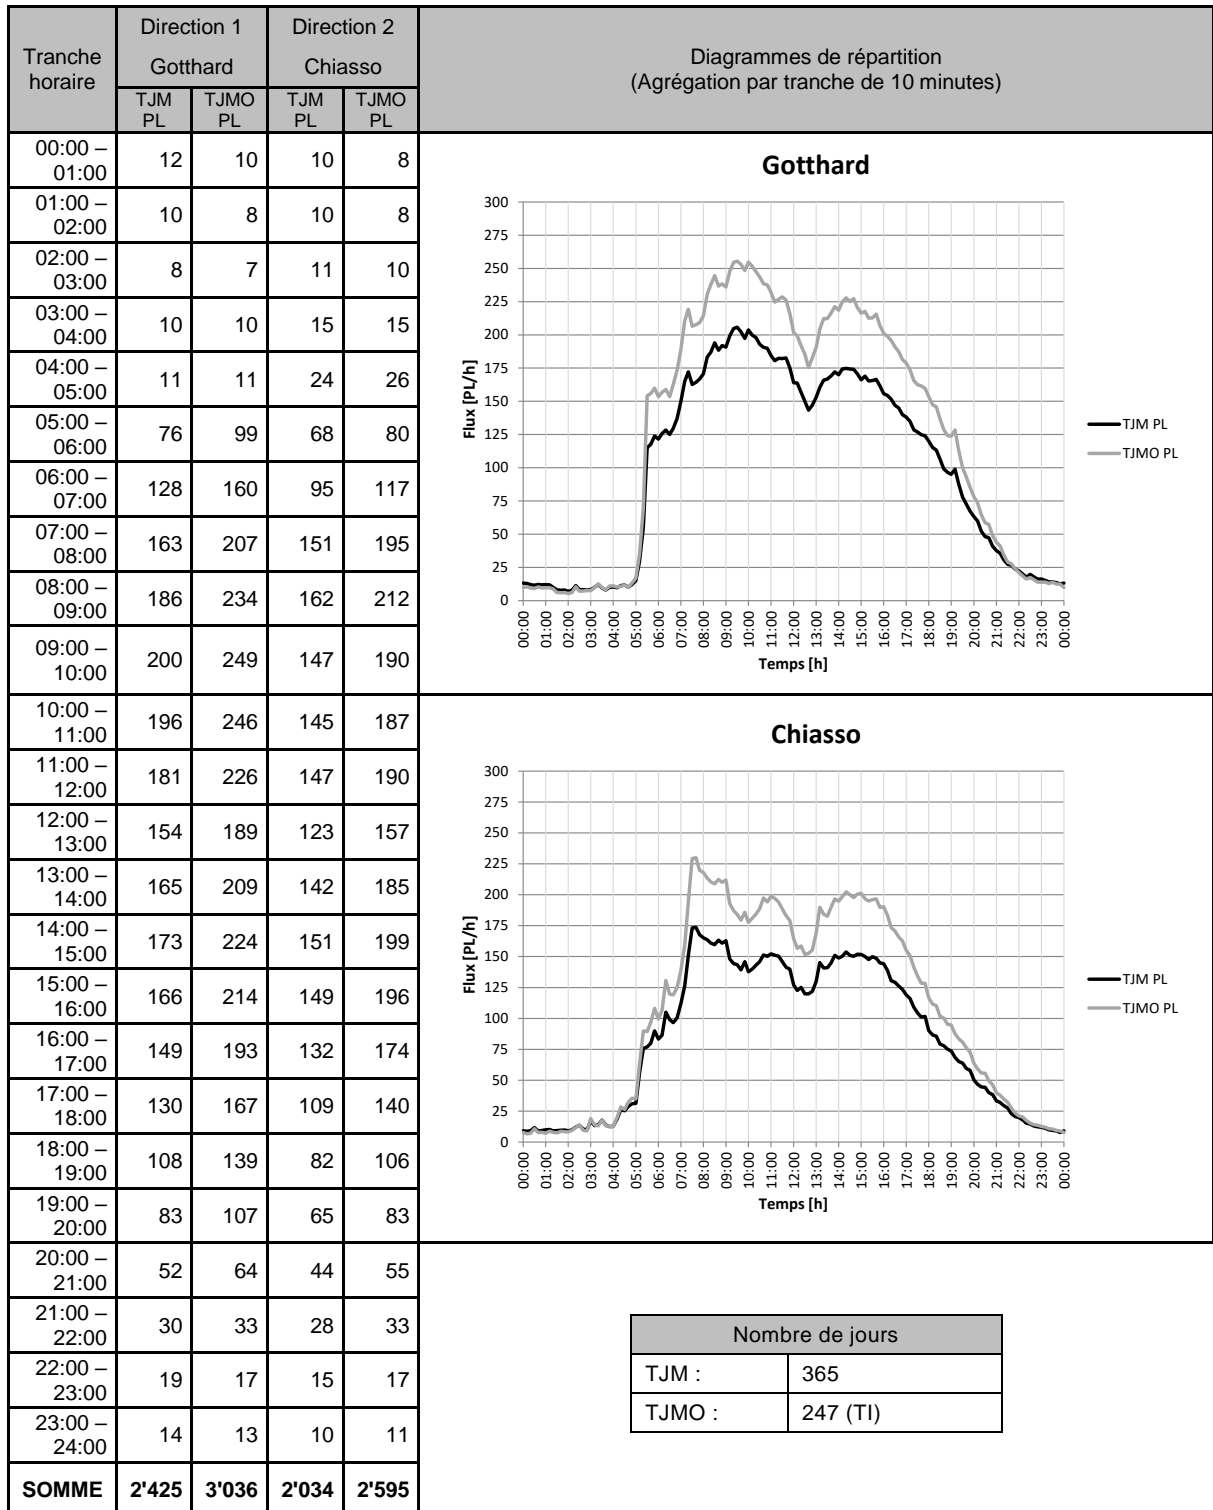 Tranche horaire | Direction 1 Gotthard | Direction 2 Chiasso | Diagrammes de répartition
(Agrégation par tranche de 10 minutes)
TJM PL | TJMO PL | TJM PL | TJMO PL
00:00 – 01:00 | 12 | 10 | 10 | 8
01:00 – 02:00 | 10 | 8 | 10 | 8
02:00 – 03:00 | 8 | 7 | 11 | 10
03:00 – 04:00 | 10 | 10 | 15 | 15
04:00 – 05:00 | 11 | 11 | 24 | 26
05:00 – 06:00 | 76 | 99 | 68 | 80
06:00 – 07:00 | 128 | 160 | 95 | 117
07:00 – 08:00 | 163 | 207 | 151 | 195
08:00 – 09:00 | 186 | 234 | 162 | 212
09:00 – 10:00 | 200 | 249 | 147 | 190
10:00 – 11:00 | 196 | 246 | 145 | 187
11:00 – 12:00 | 181 | 226 | 147 | 190
12:00 – 13:00 | 154 | 189 | 123 | 157
13:00 – 14:00 | 165 | 209 | 142 | 185
14:00 – 15:00 | 173 | 224 | 151 | 199
15:00 – 16:00 | 166 | 214 | 149 | 196
16:00 – 17:00 | 149 | 193 | 132 | 174
17:00 – 18:00 | 130 | 167 | 109 | 140
18:00 – 19:00 | 108 | 139 | 82 | 106
19:00 – 20:00 | 83 | 107 | 65 | 83
20:00 – 21:00 | 52 | 64 | 44 | 55
21:00 – 22:00 | 30 | 33 | 28 | 33
22:00 – 23:00 | 19 | 17 | 15 | 17
23:00 – 24:00 | 14 | 13 | 10 | 11
SOMME | 2'425 | 3'036 | 2'034 | 2'595
Gotthard
300
275
250
225
200
175
150
125
100
75
50
25
0
Flux [PL/h]
00:00 01:00 02:00 03:00 04:00 05:00 06:00 07:00 08:00 09:00 10:00 11:00 12:00 13:00 14:00 15:00 16:00 17:00 18:00 19:00 20:00 21:00 22:00 23:00 00:00
Temps [h]
TJM PL
TJMO PL
Chiasso
300
275
250
225
200
175
150
125
100
75
50
25
0
Flux [PL/h]
00:00 01:00 02:00 03:00 04:00 05:00 06:00 07:00 08:00 09:00 10:00 11:00 12:00 13:00 14:00 15:00 16:00 17:00 18:00 19:00 20:00 21:00 22:00 23:00 00:00
Temps [h]
TJM PL
TJMO PL
Nombre de jours
TJM : | 365
TJMO : | 247 (TI)